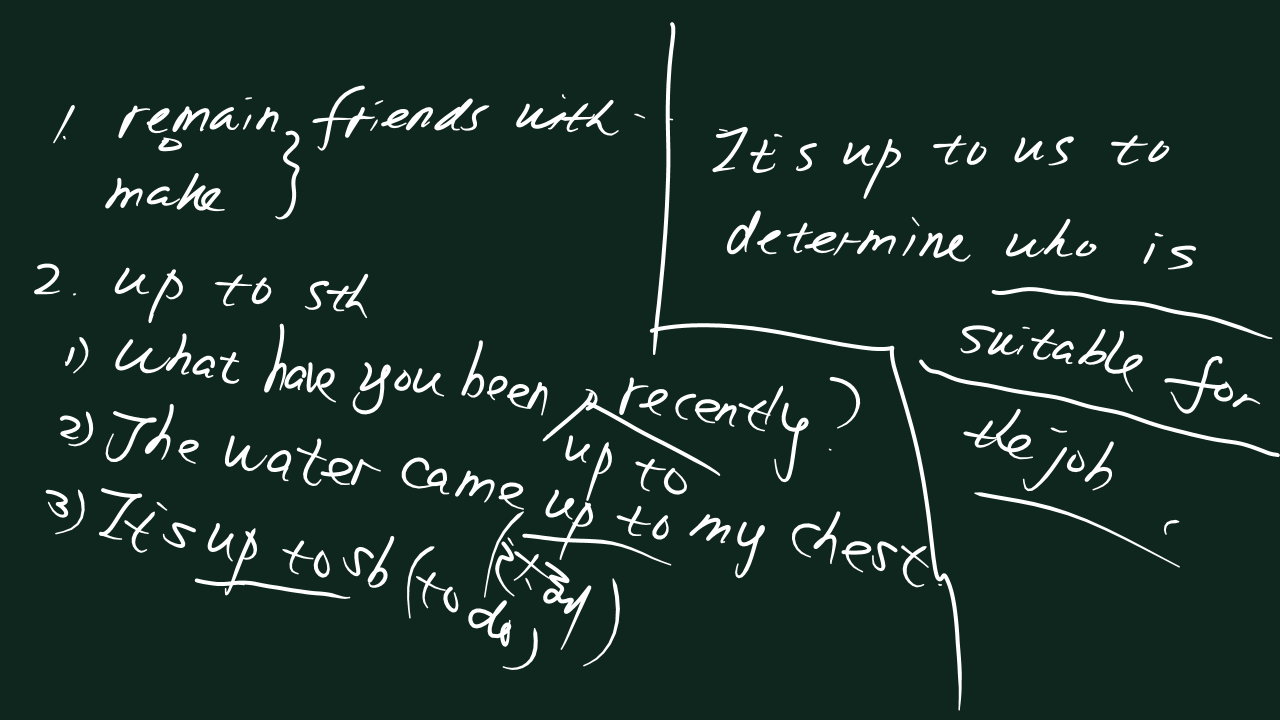 1. remain } friends with ...
make
2. up to sth
1) What have you been up to recently?
2) The water came up to my chest.
3) It's up to sb (to do)
It's up to us to
determine who is
suitable for
the job